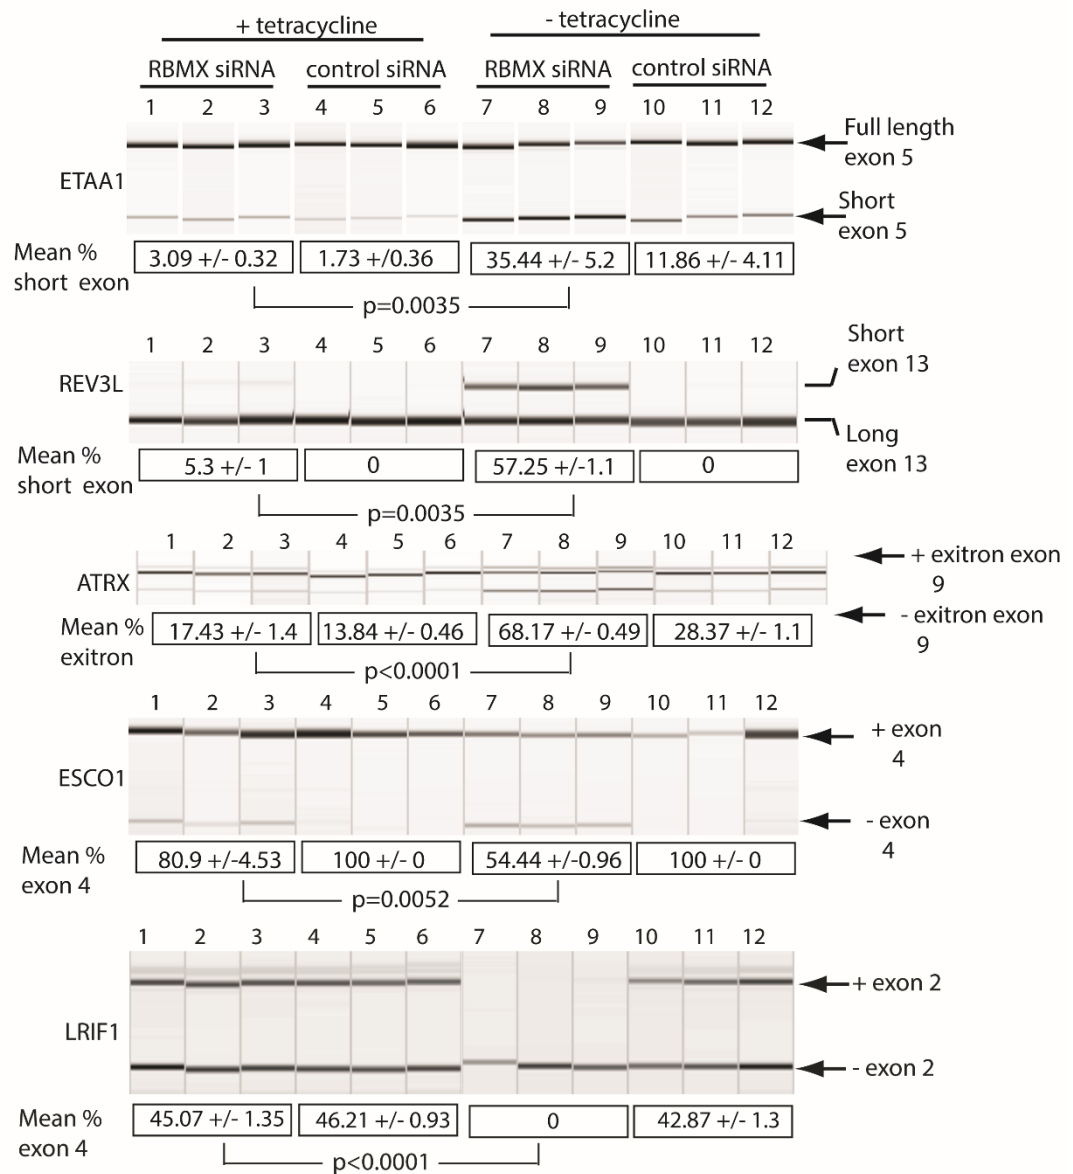 + tetracycline
- tetracycline
RBMX siRNA
control siRNA
RBMX siRNA
control siRNA
1 2 3 4 5 6 7 8 9 10 11 12
Full length
exon 5
ETAA1
Short
exon 5
Mean %
short exon
3.09 +/- 0.32
1.73 +/0.36
35.44 +/- 5.2
11.86 +/- 4.11
p=0.0035
1 2 3 4 5 6 7 8 9 10 11 12
Short
exon 13
REV3L
Long
exon 13
Mean %
short exon
5.3 +/- 1
0
57.25 +/-1.1
0
p=0.0035
1 2 3 4 5 6 7 8 9 10 11 12
+ exitron exon
9
ATRX
- exitron exon
9
Mean %
exitron
17.43 +/- 1.4
13.84 +/- 0.46
68.17 +/- 0.49
28.37 +/- 1.1
p<0.0001
1 2 3 4 5 6 7 8 9 10 11 12
+ exon
4
ESCO1
- exon
4
Mean %
exon 4
80.9 +/-4.53
100 +/- 0
54.44 +/-0.96
100 +/- 0
p=0.0052
1 2 3 4 5 6 7 8 9 10 11 12
+ exon 2
LRIF1
- exon 2
Mean %
exon 4
45.07 +/- 1.35
46.21 +/- 0.93
0
42.87 +/- 1.3
p<0.0001